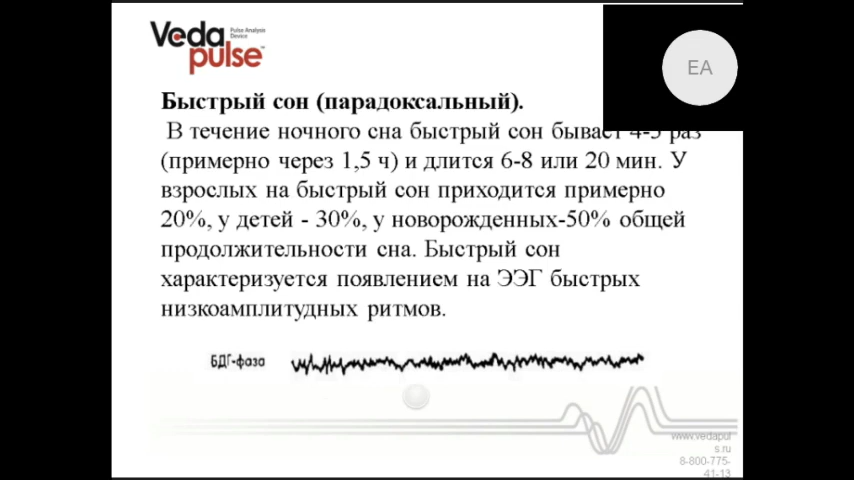 Veda
pulse
Pulse Analysis
Device
EA
Быстрый сон (парадоксальный).
В течение ночного сна быстрый сон бывает 4-5 раз
(примерно через 1,5 ч) и длится 6-8 или 20 мин. У
взрослых на быстрый сон приходится примерно
20%, у детей - 30%, у новорожденных-50% общей
продолжительности сна. Быстрый сон
характеризуется появлением на ЭЭГ быстрых
низкоамплитудных ритмов.
БДГ-фаза
www.vedapul
s.ru
8-800-775-
41-13